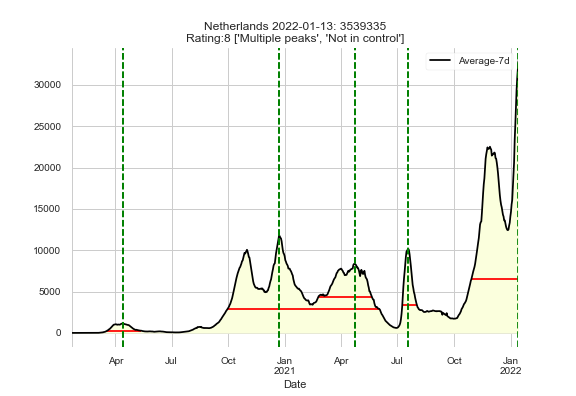 Netherlands 2022-01-13: 3539335
Rating:8 ['Multiple peaks', 'Not in control']
Average-7d
30000
25000
20000
15000
10000
5000
0
Apr Jul Oct Jan Apr Jul Oct Jan
2021 2022
Date